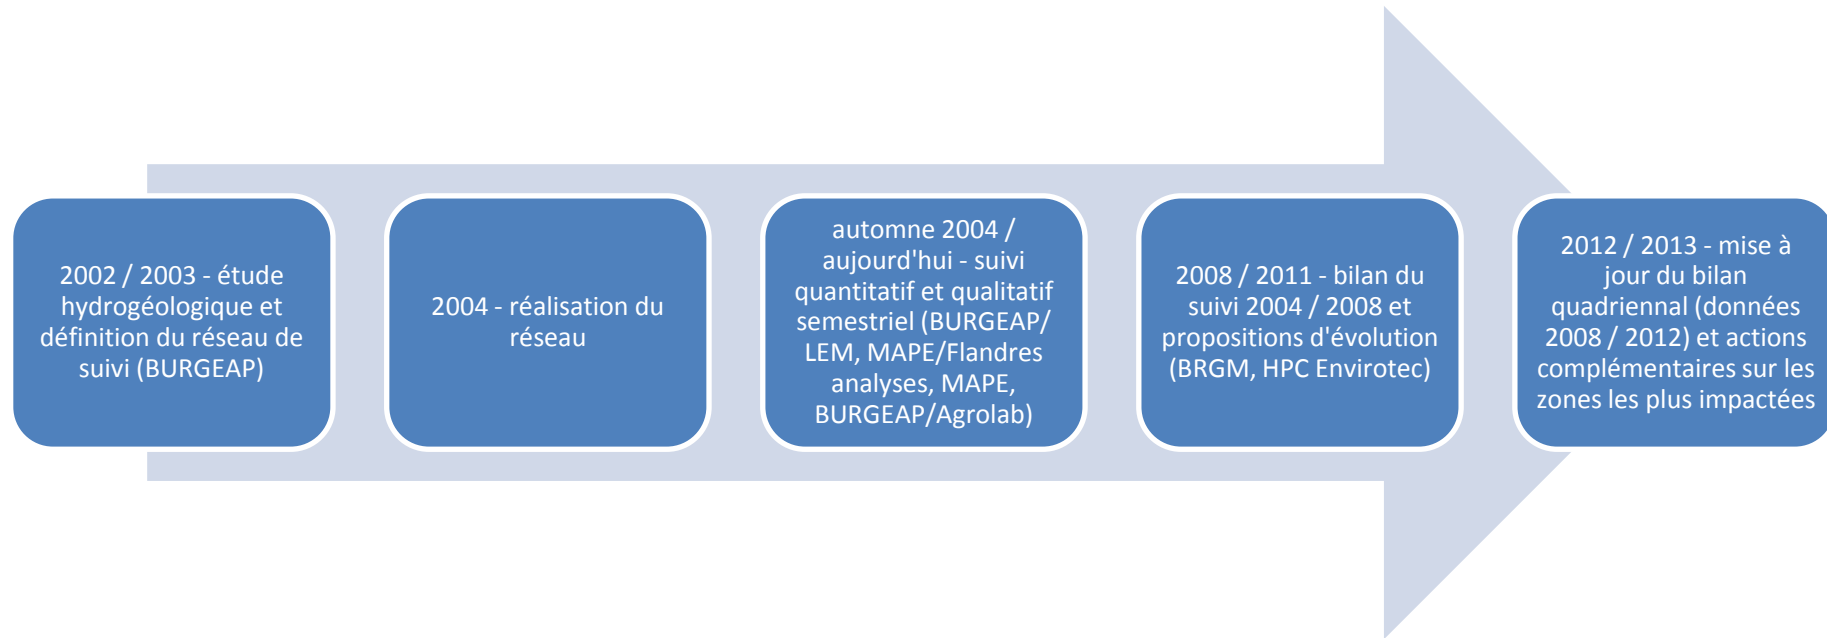 2002 / 2003 - étude
hydrogéologique et
définition du réseau de
suivi (BURGEAP)
2004 - réalisation du
réseau
automne 2004 /
aujourd'hui - suivi
quantitatif et qualitatif
semestriel (BURGEAP/
LEM, MAPE/Flandres
analyses, MAPE,
BURGEAP/Agrolab)
2008 / 2011 - bilan du
suivi 2004 / 2008 et
propositions d'évolution
(BRGM, HPC Envirotec)
2012 / 2013 - mise à
jour du bilan
quadriennal (données
2008 / 2012) et actions
complémentaires sur les
zones les plus impactées